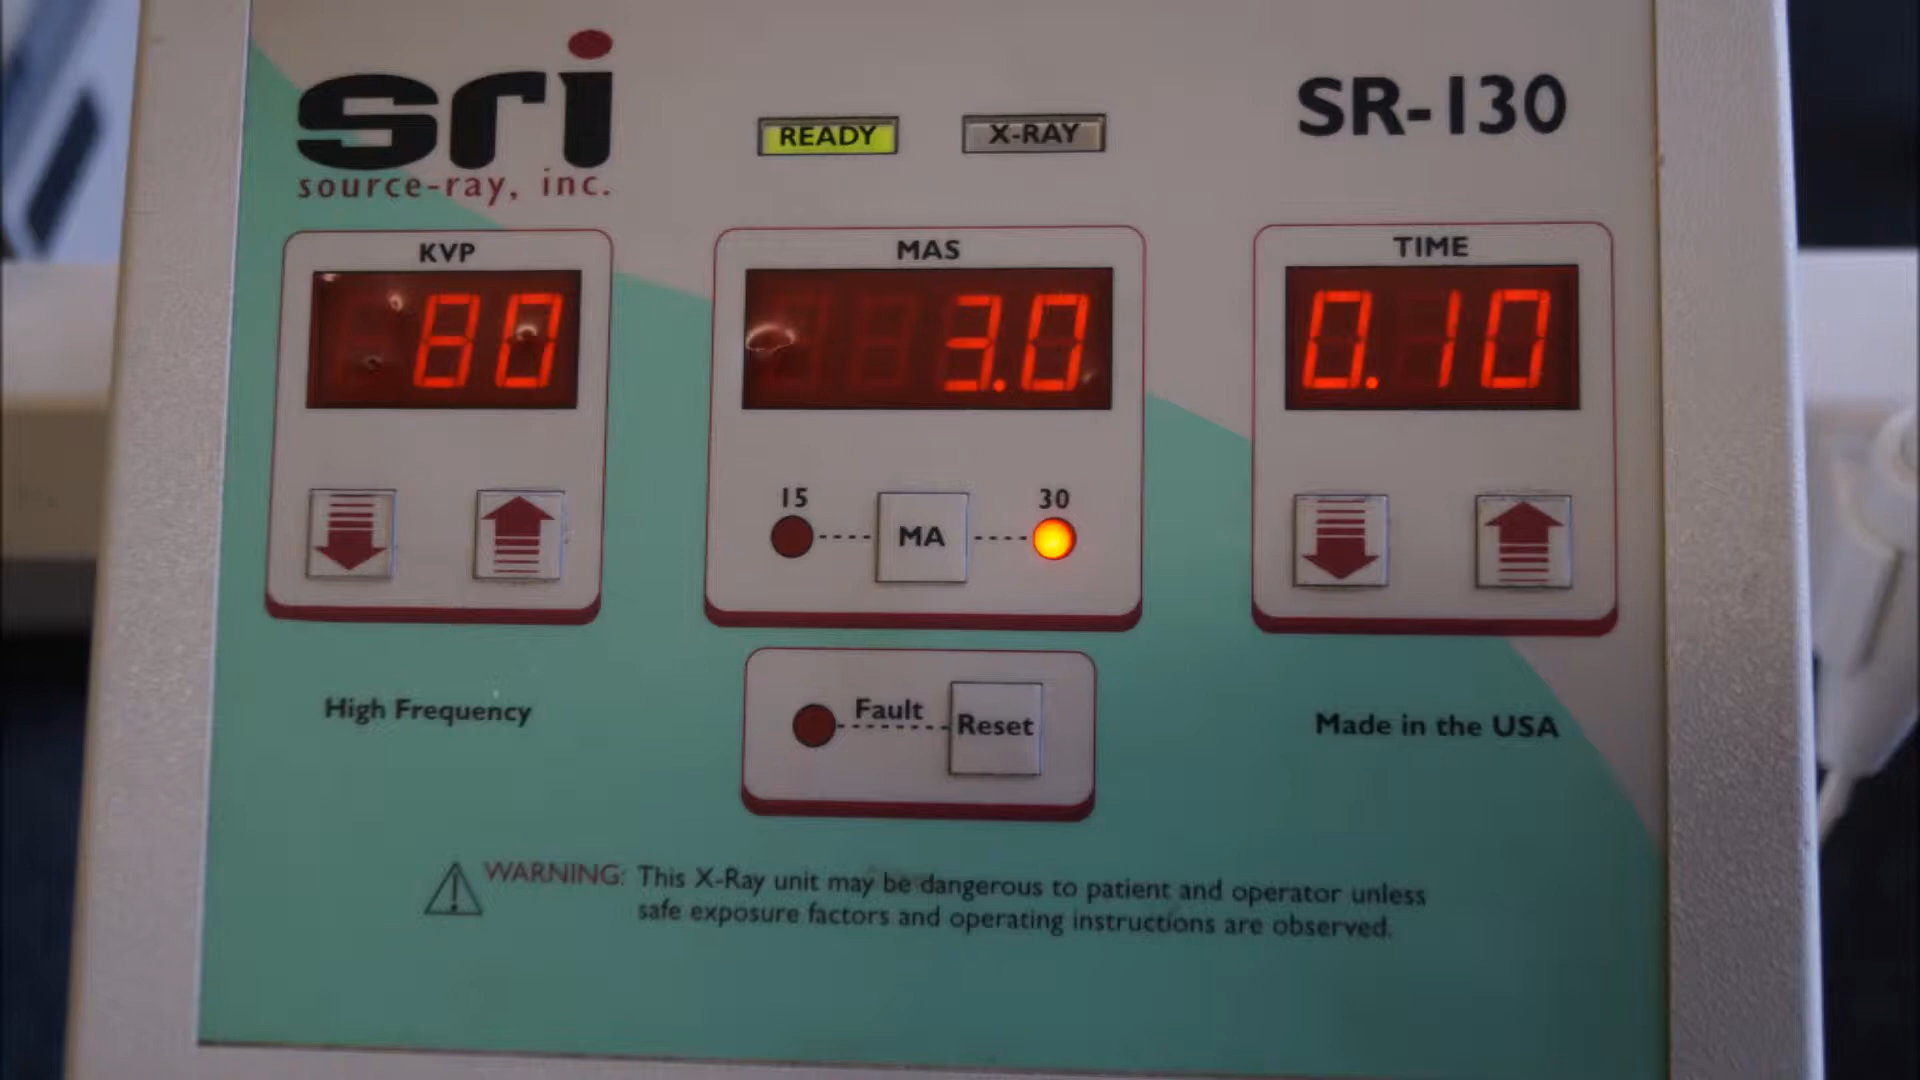 sri
source-ray, inc.
READY
X-RAY
SR-130
KVP
80
MAS
3.0
TIME
0.10
15
MA
30
Fault
Reset
High Frequency
Made in the USA
WARNING: This X-Ray unit may be dangerous to patient and operator unless
safe exposure factors and operating instructions are observed.